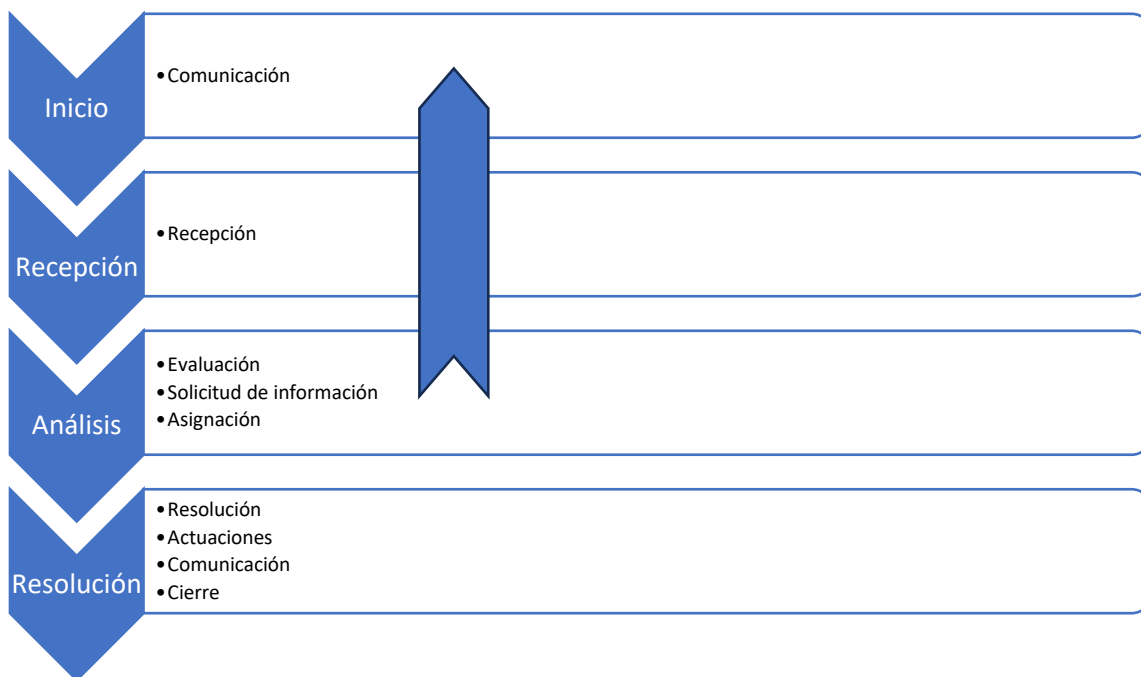 Inicio
• Comunicación
Recepción
• Recepción
Análisis
• Evaluación
• Solicitud de información
• Asignación
Resolución
• Resolución
• Actuaciones
• Comunicación
• Cierre